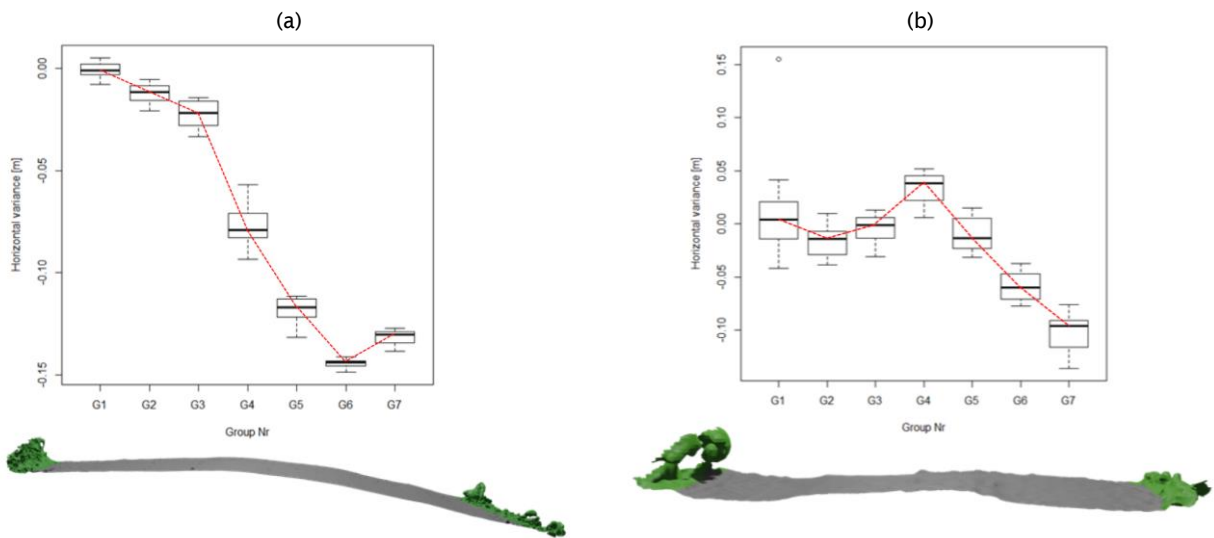 (a)
0.00
-0.05
-0.10
-0.15
Horizontal variance [m]
G1 G2 G3 G4 G5 G6 G7
Group Nr
(b)
0.15
0.10
0.05
0.00
-0.05
-0.10
Horizontal variance [m]
G1 G2 G3 G4 G5 G6 G7
Group Nr